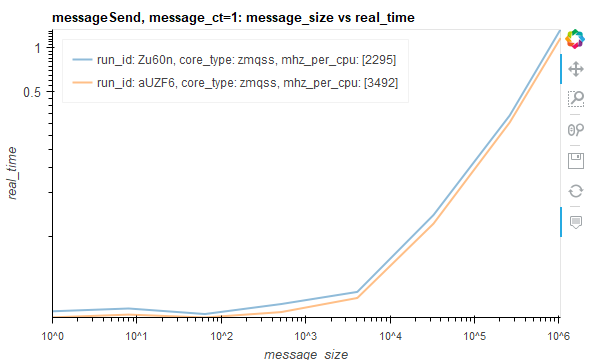 messageSend, message_ct=1: message_size vs real_time
run_id: Zu60n, core_type: zmqss, mhz_per_cpu: [2295]
run_id: aUZF6, core_type: zmqss, mhz_per_cpu: [3492]
1
0.5
real_time
10^0 10^1 10^2 10^3 10^4 10^5 10^6
message_size